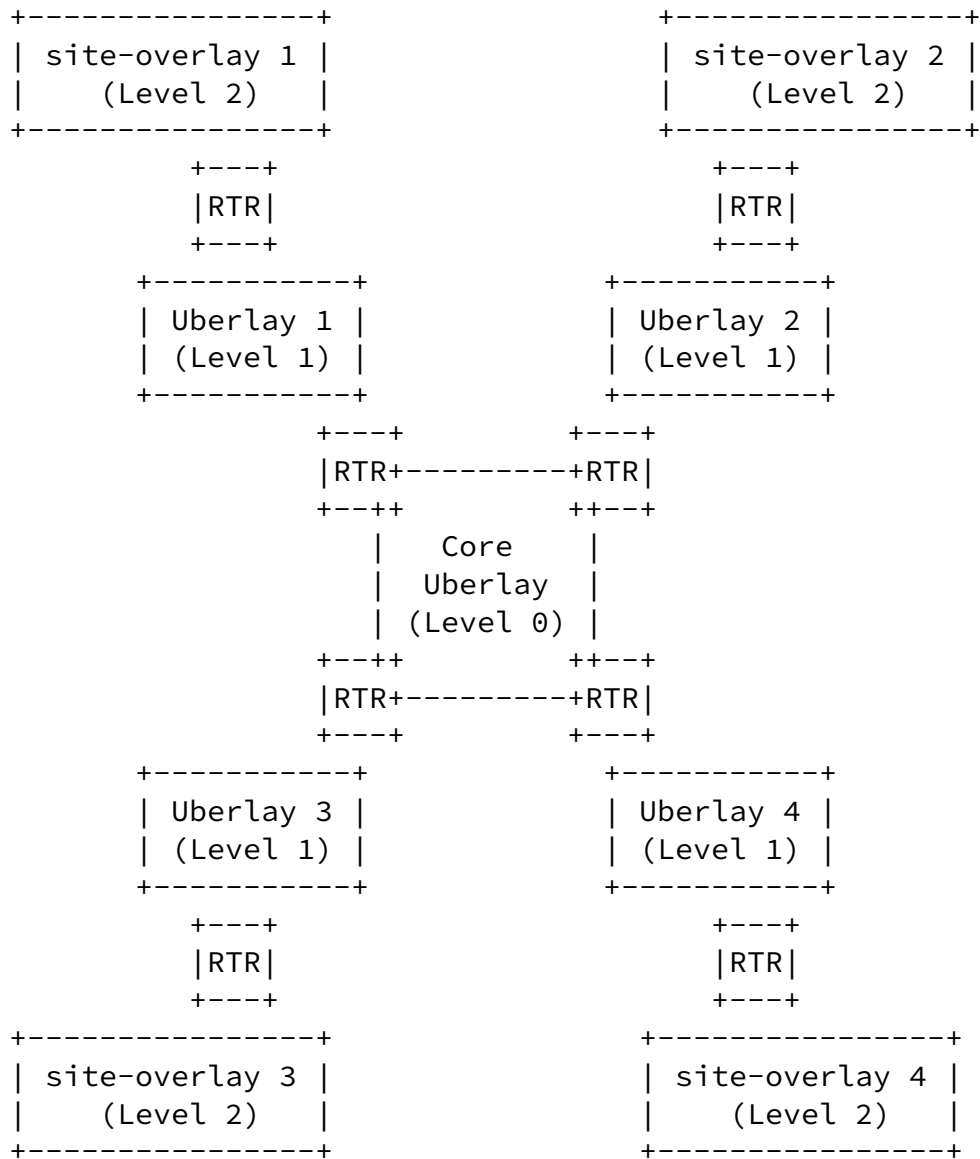 +----------------+                  +----------------+
| site-overlay 1 |                  | site-overlay 2 |
|    (Level 2)   |                  |    (Level 2)   |
+----------------+                  +----------------+
          +---+                        +---+
          |RTR|                        |RTR|
          +---+                        +---+
       +-----------+             +-----------+
       | Uberlay 1 |             | Uberlay 2 |
       | (Level 1) |             | (Level 1) |
       +-----------+             +-----------+
                 +---+         +---+
                 |RTR+---------+RTR|
                 +--++         ++--+
                    |   Core    |
                    |  Uberlay  |
                    | (Level 0) |
                 +--++         ++--+
                 |RTR+---------+RTR|
                 +---+         +---+
       +-----------+             +-----------+
       | Uberlay 3 |             | Uberlay 4 |
       | (Level 1) |             | (Level 1) |
       +-----------+             +-----------+
          +---+                        +---+
          |RTR|                        |RTR|
          +---+                        +---+
+----------------+                 +----------------+
| site-overlay 3 |                 | site-overlay 4 |
|    (Level 2)   |                 |    (Level 2)   |
+----------------+                 +----------------+